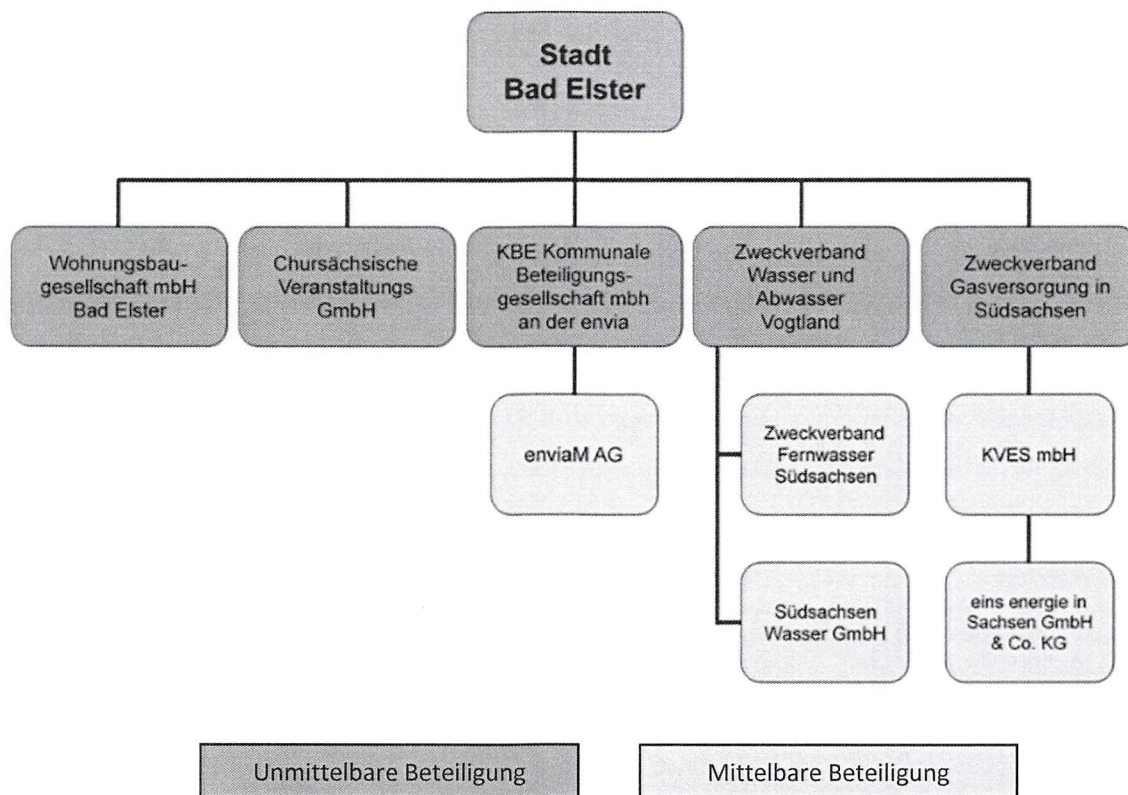 Stadt
Bad Elster
Wohnungsbau-
gesellschaft mbH
Bad Elster
Chursächsische
Veranstaltungs
GmbH
KBE Kommunale
Beteiligungs-
gesellschaft mbh
an der envia
Zweckverband
Wasser und
Abwasser
Vogtland
Zweckverband
Gasversorgung in
Südsachsen
enviaM AG
Zweckverband
Fernwasser
Südsachsen
KVES mbH
Südsachsen
Wasser GmbH
eins energie in
Sachsen GmbH
& Co. KG
Unmittelbare Beteiligung
Mittelbare Beteiligung